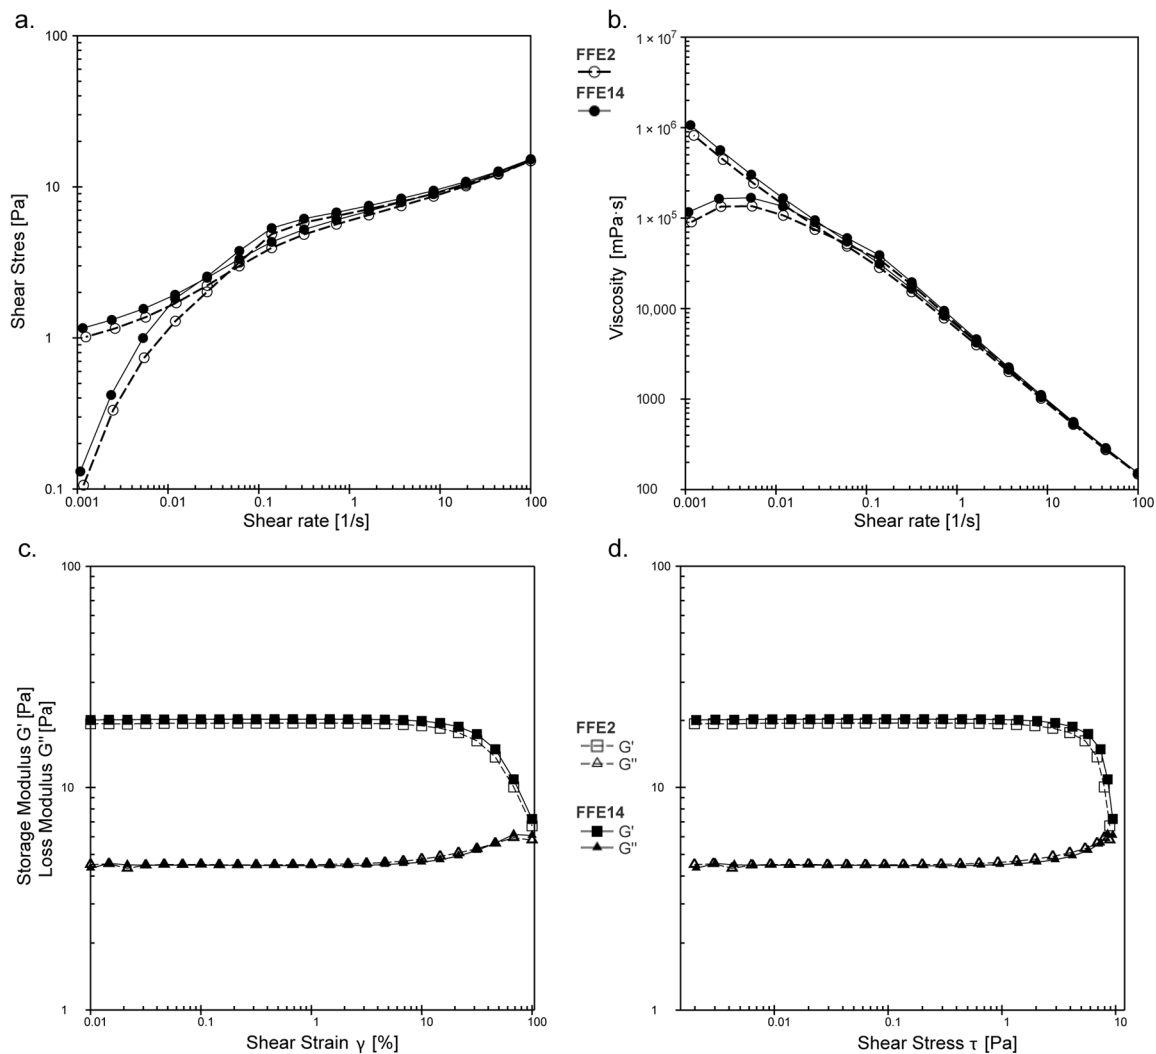 a.
100
10
1
0.1
Shear Stres [Pa]
0.001
0.01
0.1
1
10
100
Shear rate [1/s]
FFE2
FFE14
b.
1 × 10⁷
1 × 10⁶
1 × 10⁵
10,000
1000
100
Viscosity [mPa·s]
0.001
0.01
0.1
1
10
100
Shear rate [1/s]
c.
100
10
1
Storage Modulus G' [Pa]
Loss Modulus G'' [Pa]
0.01
0.1
1
10
100
Shear Strain γ [%]
FFE2
G'
G''
FFE14
G'
G''
d.
100
10
1
0.01
0.1
1
10
Shear Stress τ [Pa]